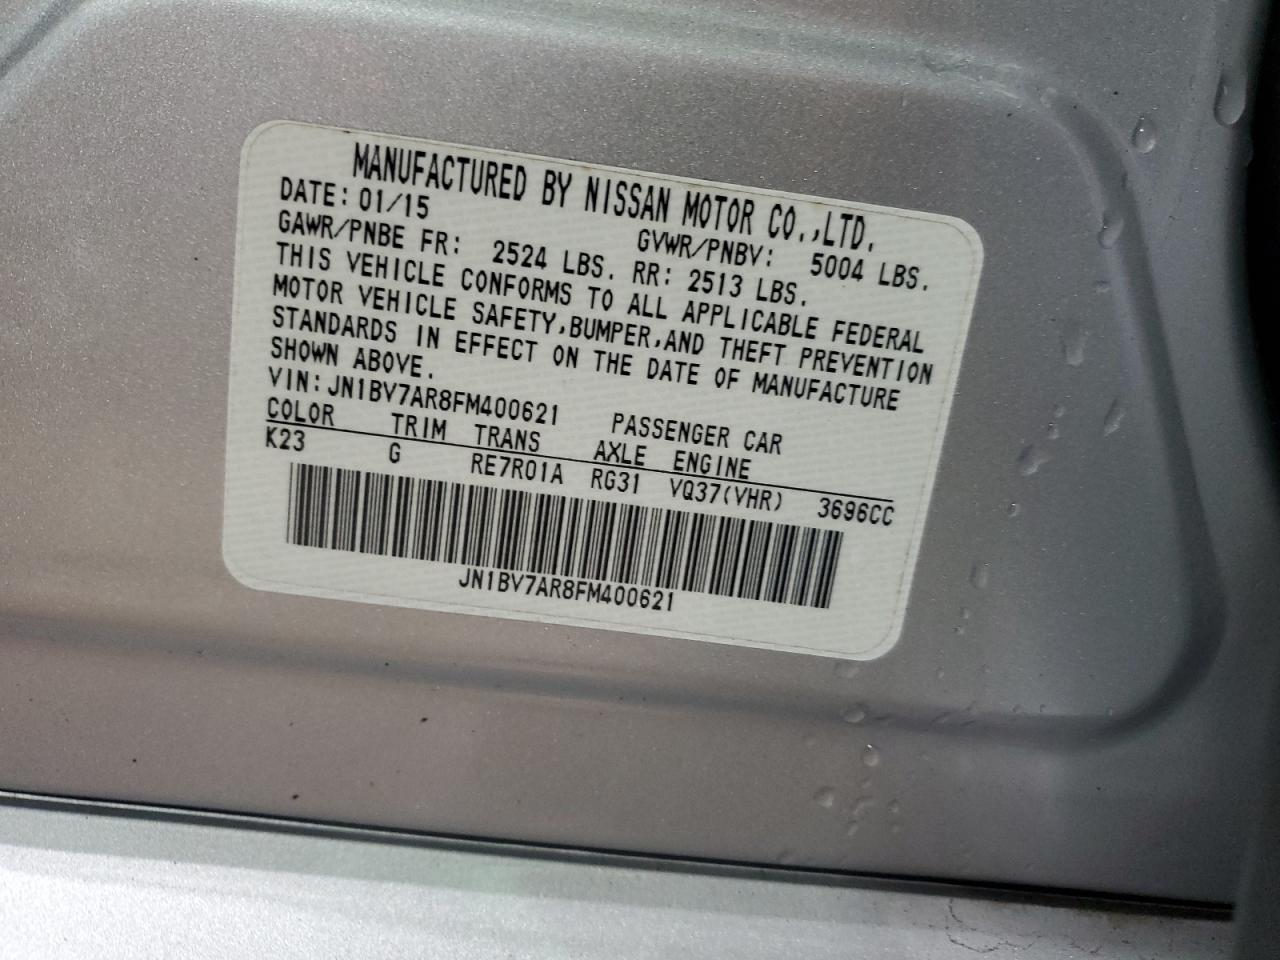 MANUFACTURED BY NISSAN MOTOR CO.,LTD.
DATE: 01/15 GVWR/PNBV: 5004 LBS.
GAWR/PNBE FR: 2524 LBS. RR: 2513 LBS.
THIS VEHICLE CONFORMS TO ALL APPLICABLE FEDERAL
MOTOR VEHICLE SAFETY,BUMPER,AND THEFT PREVENTION
STANDARDS IN EFFECT ON THE DATE OF MANUFACTURE
SHOWN ABOVE.
VIN:JN1BV7AR8FM400621 PASSENGER CAR
COLOR TRIM TRANS AXLE ENGINE
K23 G RE7R01A RG31 VQ37(VHR) 3696CC
JN1BV7AR8FM400621